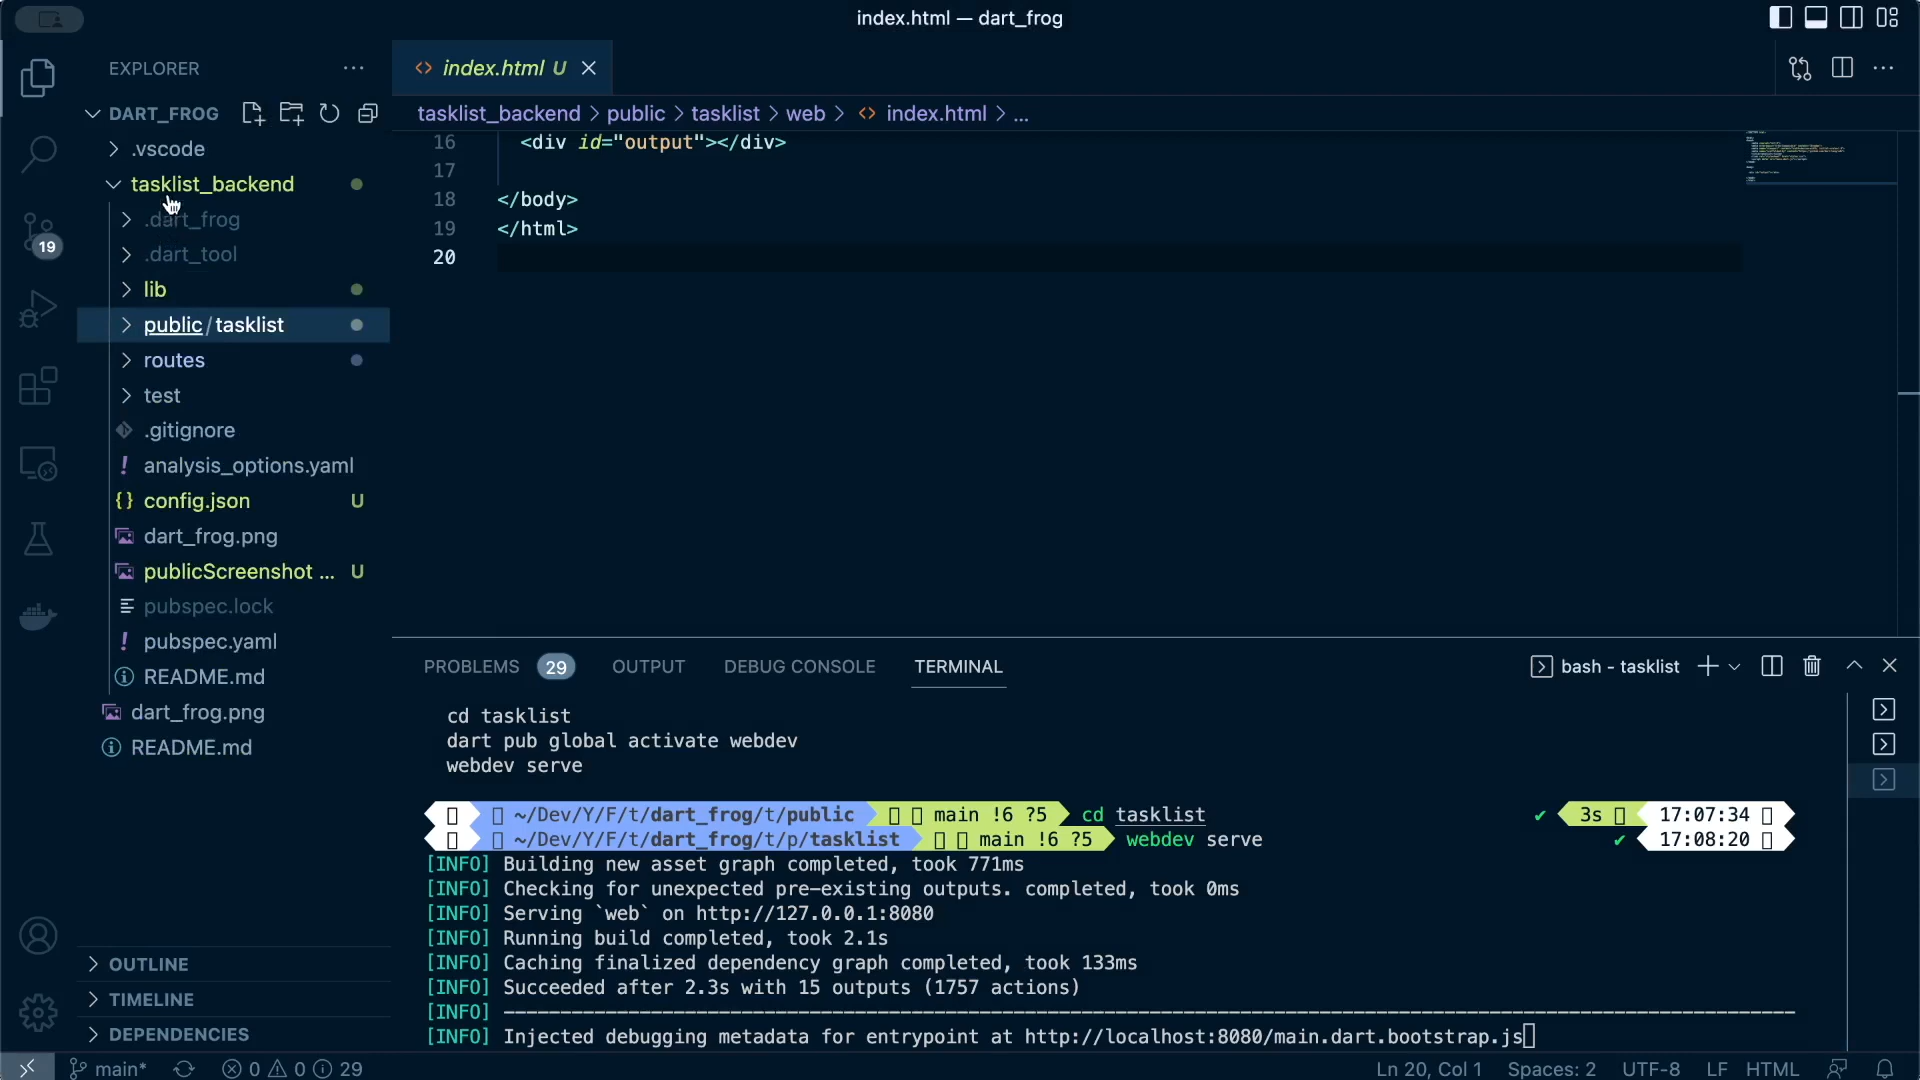 index.html — dart_frog
EXPLORER
DART_FROG
.vscode
tasklist_backend
.dart_frog
.dart_tool
lib
public / tasklist
routes
test
.gitignore
! analysis_options.yaml
{} config.json U
dart_frog.png
publicScreenshot ... U
pubspec.lock
! pubspec.yaml
README.md
dart_frog.png
README.md
OUTLINE
TIMELINE
DEPENDENCIES
19
<> index.html U
tasklist_backend > public > tasklist > web > <> index.html > ...
16 <div id="output"></div>
17
18 </body>
19 </html>
20
PROBLEMS 29 OUTPUT DEBUG CONSOLE TERMINAL
bash - tasklist
cd tasklist
dart pub global activate webdev
webdev serve
~/Dev/Y/F/t/dart_frog/t/public main !6 ?5 cd tasklist ✔ 3s 17:07:34
~/Dev/Y/F/t/dart_frog/t/p/tasklist main !6 ?5 webdev serve ✔ 17:08:20
[INFO] Building new asset graph completed, took 771ms
[INFO] Checking for unexpected pre-existing outputs. completed, took 0ms
[INFO] Serving `web` on http://127.0.0.1:8080
[INFO] Running build completed, took 2.1s
[INFO] Caching finalized dependency graph completed, took 133ms
[INFO] Succeeded after 2.3s with 15 outputs (1757 actions)
[INFO] ----------------------------------------------------------------
[INFO] Injected debugging metadata for entrypoint at http://localhost:8080/main.dart.bootstrap.js
main* 0 0 29 Ln 20, Col 1 Spaces: 2 UTF-8 LF HTML